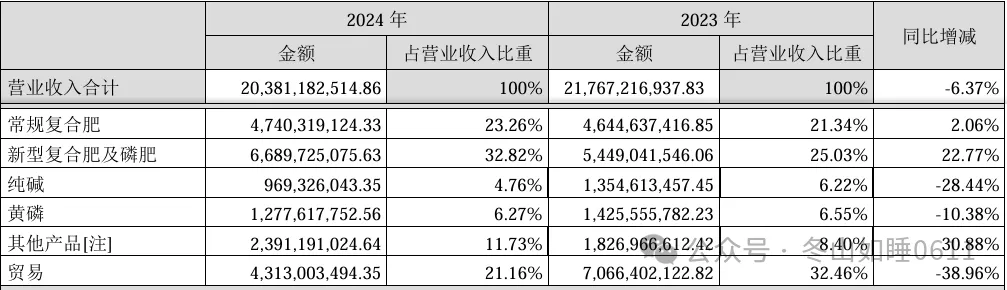 2024 年 2023 年 同比增减
金额 占营业收入比重 金额 占营业收入比重
营业收入合计 20,381,182,514.86 100% 21,767,216,937.83 100% -6.37%
常规复合肥 4,740,319,124.33 23.26% 4,644,637,416.85 21.34% 2.06%
新型复合肥及磷肥 6,689,725,075.63 32.82% 5,449,041,546.06 25.03% 22.77%
纯碱 969,326,043.35 4.76% 1,354,613,457.45 6.22% -28.44%
黄磷 1,277,617,752.56 6.27% 1,425,555,782.23 6.55% -10.38%
其他产品[注] 2,391,191,024.64 11.73% 1,826,966,612.42 8.40% 30.88%
公众号·冬山如睡0611
贸易 4,313,003,494.35 21.16% 7,066,402,122.82 32.46% -38.96%